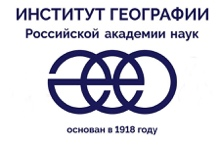 ИНСТИТУТ ГЕОГРАФИИ
Российской академии наук
основан в 1918 году